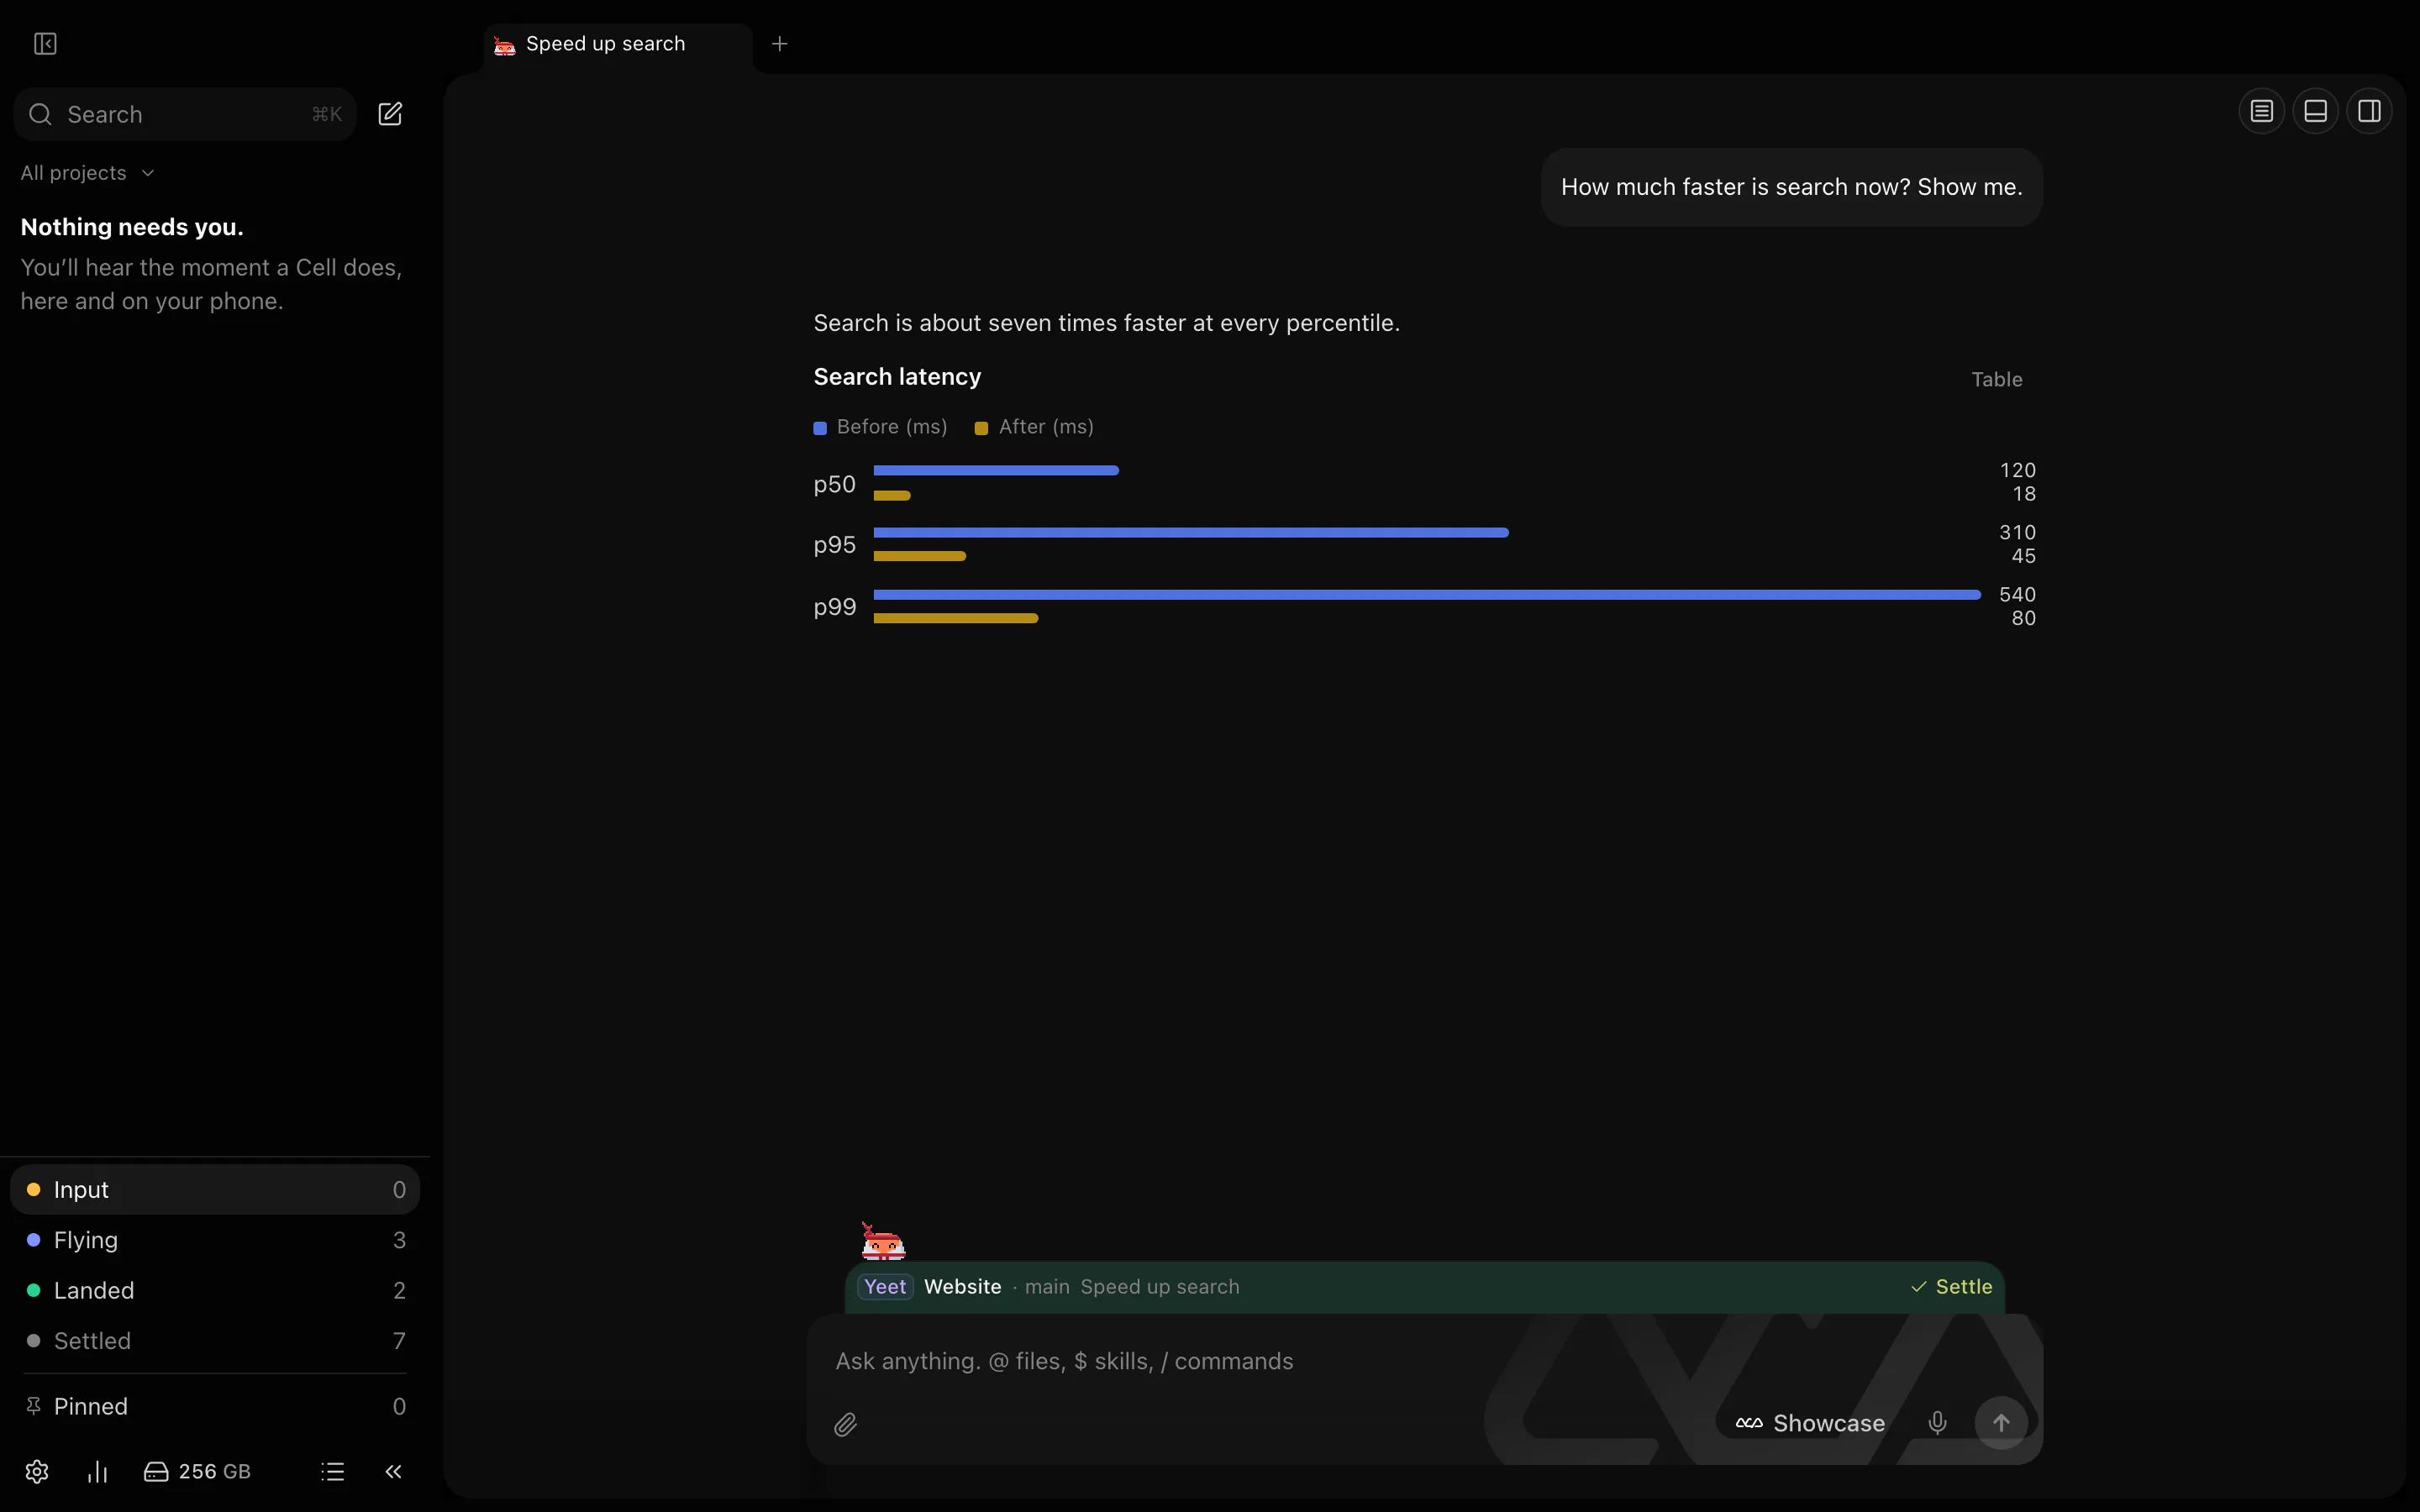 Speed up search
Search ⌘K
All projects
Nothing needs you.
You’ll hear the moment a Cell does,
here and on your phone.
How much faster is search now? Show me.
Search is about seven times faster at every percentile.
Search latency
Table
Before (ms) After (ms)
p50 120
18
p95 310
45
p99 540
80
Input 0
Flying 3
Landed 2
Settled 7
Pinned 0
256 GB
Yeet Website · main Speed up search Settle
Ask anything. @ files, $ skills, / commands
Showcase